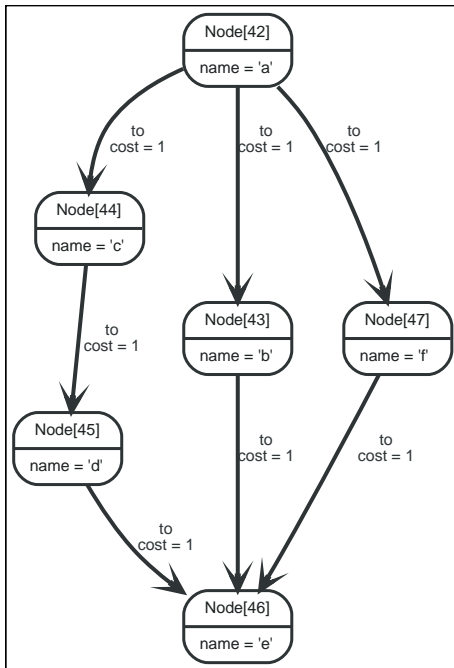 Node[42]
name = 'a'
to
cost = 1
to
cost = 1
to
cost = 1
Node[44]
name = 'c'
Node[43]
name = 'b'
Node[47]
name = 'f'
to
cost = 1
Node[45]
name = 'd'
to
cost = 1
to
cost = 1
to
cost = 1
Node[46]
name = 'e'